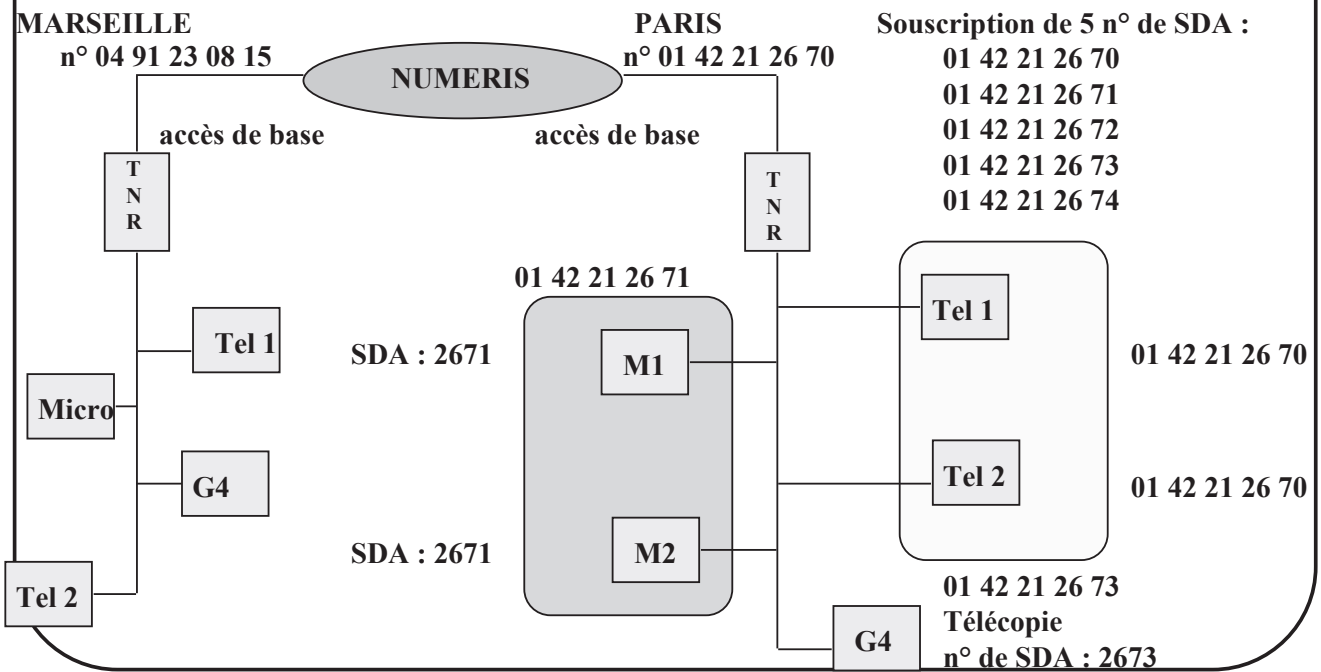 MARSEILLE
n° 04 91 23 08 15
NUMERIS
PARIS
n° 01 42 21 26 70
Souscription de 5 n° de SDA :
01 42 21 26 70
01 42 21 26 71
01 42 21 26 72
01 42 21 26 73
01 42 21 26 74
accès de base
accès de base
T
N
R
T
N
R
01 42 21 26 71
Tel 1
Micro
G4
Tel 2
SDA : 2671
M1
SDA : 2671
M2
Tel 1
01 42 21 26 70
Tel 2
01 42 21 26 70
G4
01 42 21 26 73
Télécopie
n° de SDA : 2673